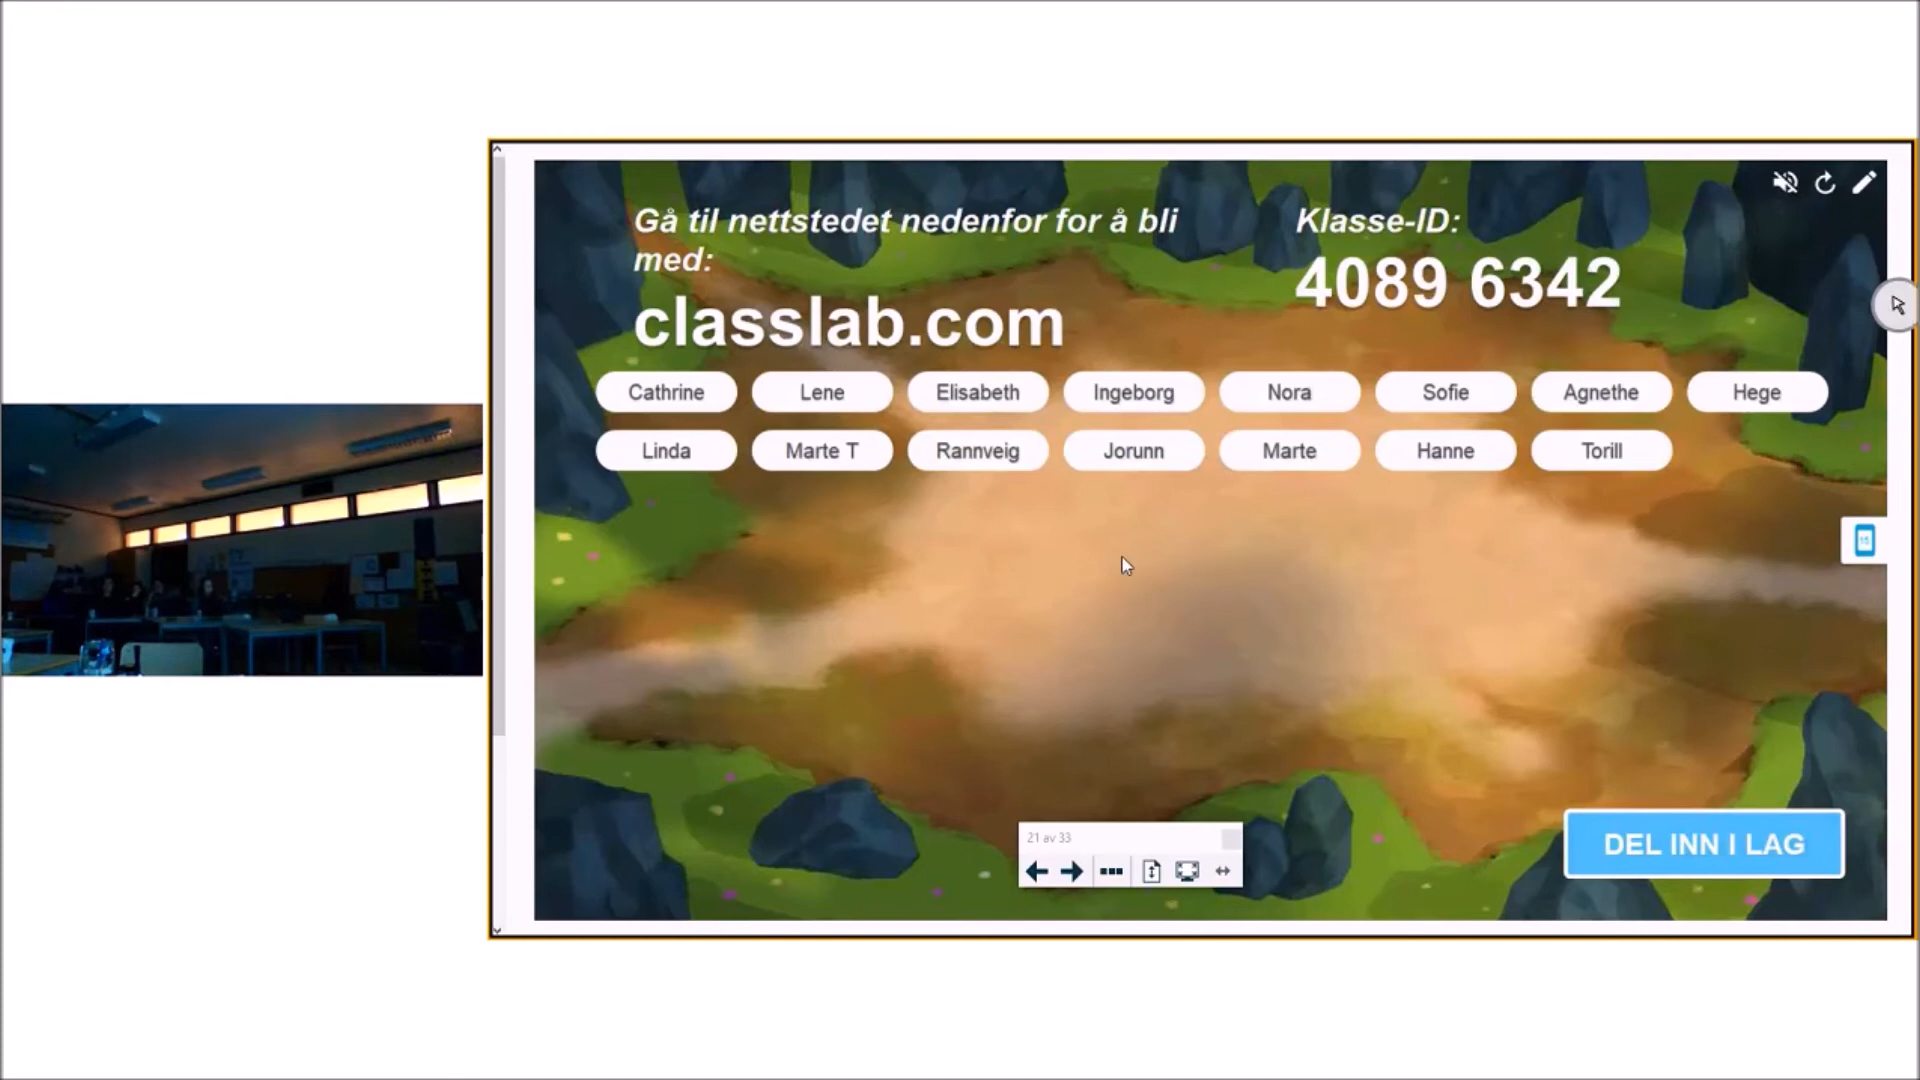 Gå til nettstedet nedenfor for å bli
med:
classlab.com
Klasse-ID:
4089 6342
Cathrine Lene Elisabeth Ingeborg Nora Sofie Agnethe Hege
Linda Marte T Rannveig Jorunn Marte Hanne Torill
15
DEL INN I LAG
21 av 33